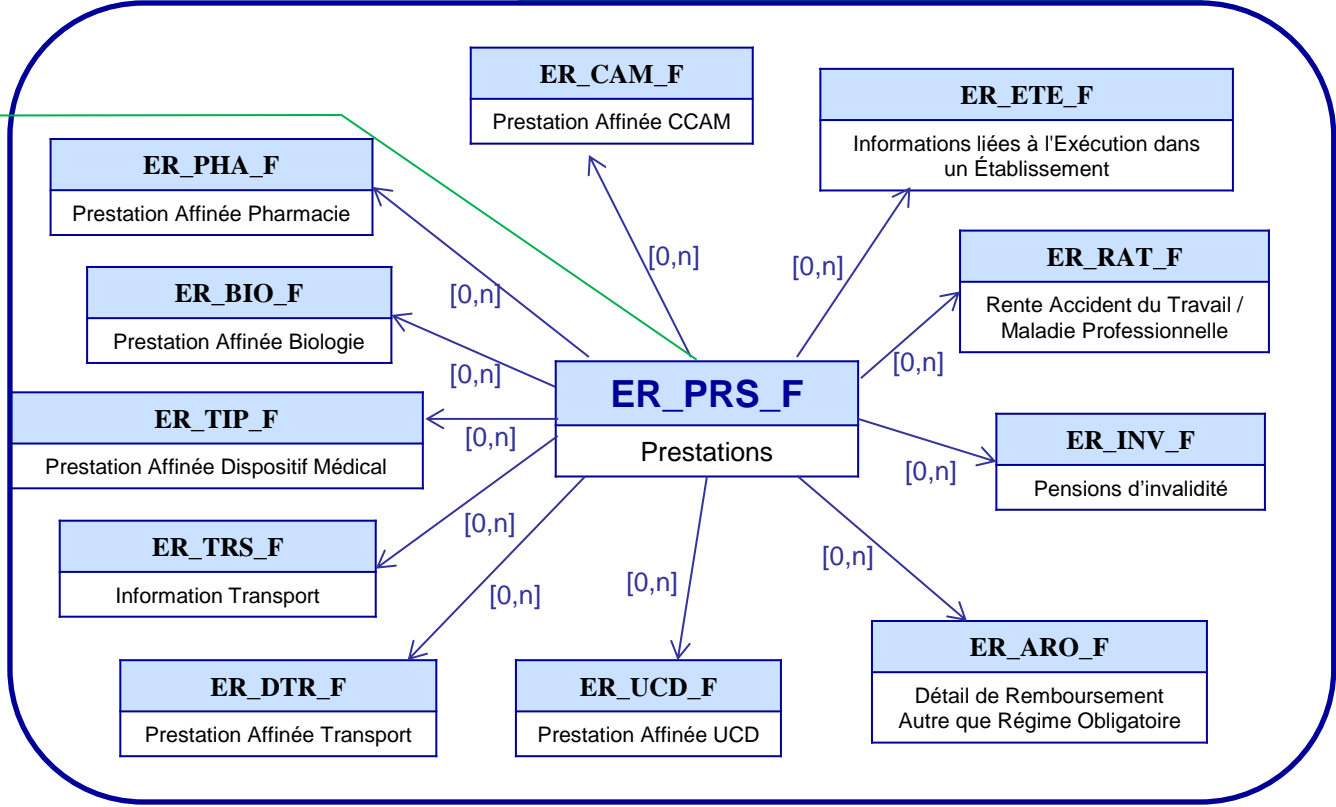 ER_CAM_F
Prestation Affinée CCAM
ER_ETE_F
Informations liées à l'Exécution dans
un Établissement
ER_PHA_F
Prestation Affinée Pharmacie
[0,n]
[0,n]
ER_RAT_F
Rente Accident du Travail /
Maladie Professionnelle
ER_BIO_F
Prestation Affinée Biologie
[0,n]
[0,n]
[0,n]
ER_PRS_F
Prestations
ER_TIP_F
Prestation Affinée Dispositif Médical
[0,n]
ER_INV_F
Pensions d’invalidité
[0,n]
ER_TRS_F
Information Transport
[0,n]
[0,n]
[0,n]
[0,n]
ER_DTR_F
Prestation Affinée Transport
ER_UCD_F
Prestation Affinée UCD
ER_ARO_F
Détail de Remboursement
Autre que Régime Obligatoire